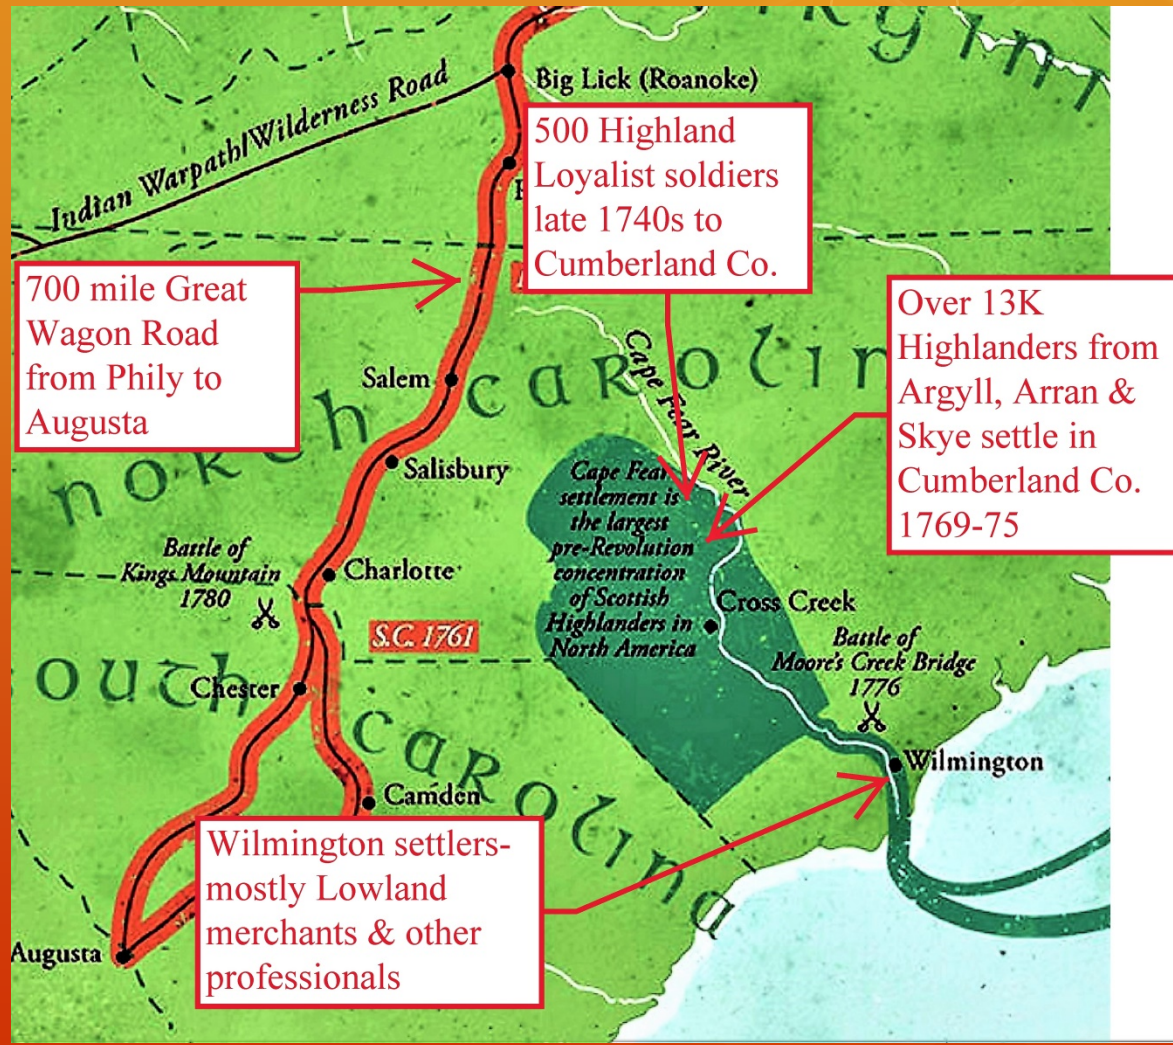 Virgini
Big Lick (Roanoke)
Indian Warpath/Wilderness Road
500 Highland
Loyalist soldiers
late 1740s to
Cumberland Co.
700 mile Great
Wagon Road
from Phily to
Augusta
Over 13K
Highlanders from
Argyll, Arran &
Skye settle in
Cumberland Co.
1769-75
Cape Fear River
Salem
NORTH CAROLIN
Salisbury
Cape Fear
settlement is
the largest
pre-Revolution
concentration
of Scottish
Highlanders in
North America
Battle of
Kings Mountain
1780
Charlotte
Cross Creek
S.C. 1761
Battle of
Moore's Creek Bridge
1776
Chester
OUTH CAROLINA
Wilmington
Camden
Wilmington settlers-
mostly Lowland
merchants & other
professionals
Augusta